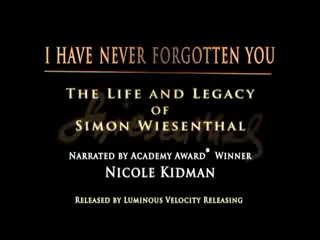 I HAVE NEVER FORGOTTEN YOU
THE LIFE AND LEGACY
OF
SIMON WIESENTHAL
NARRATED BY ACADEMY AWARD® WINNER
NICOLE KIDMAN
RELEASED BY LUMINOUS VELOCITY RELEASING